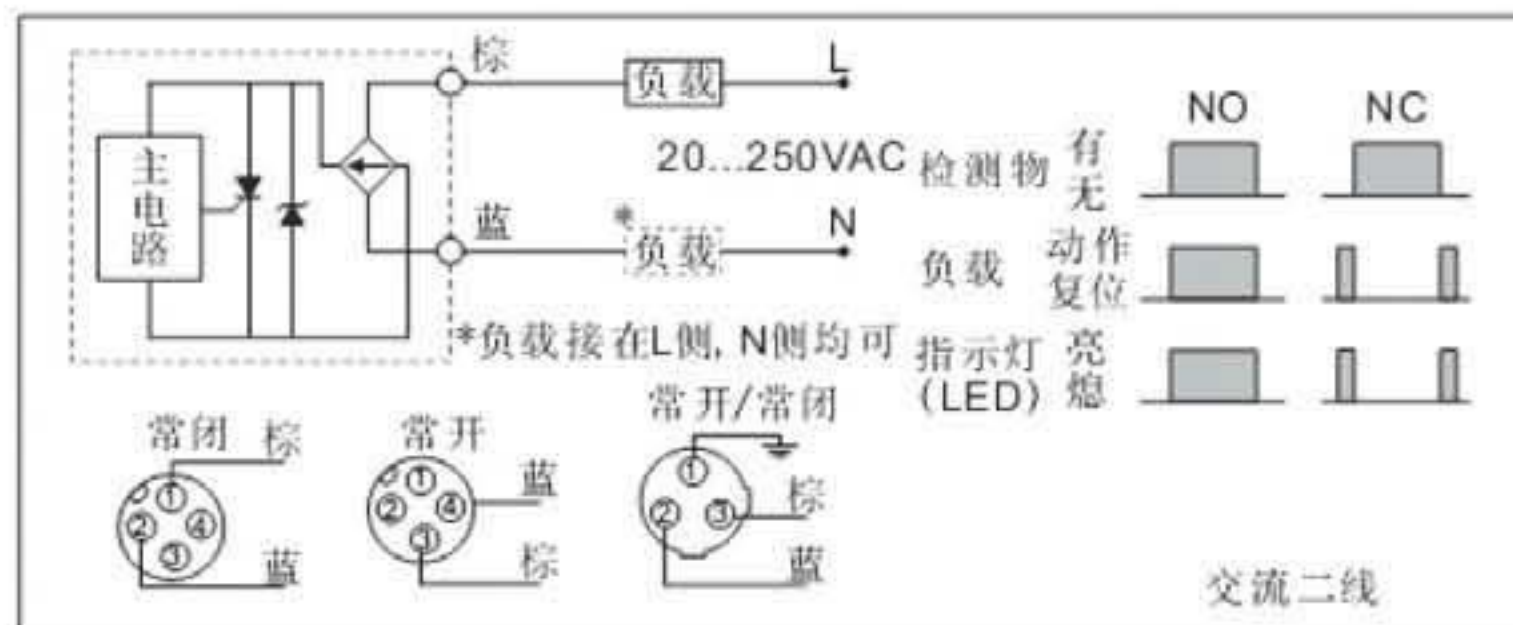 棕
负载
L
主电路
20...250VAC
蓝
*
负载
N
*负载接在L侧, N侧均可
NO
NC
检测物
有
无
负载
动作
复位
指示灯
(LED)
亮
熄
常闭
棕
① ② ③ ④
蓝
常开
① ② ③ ④
蓝
棕
常开/常闭
① ② ③
棕
蓝
交流二线